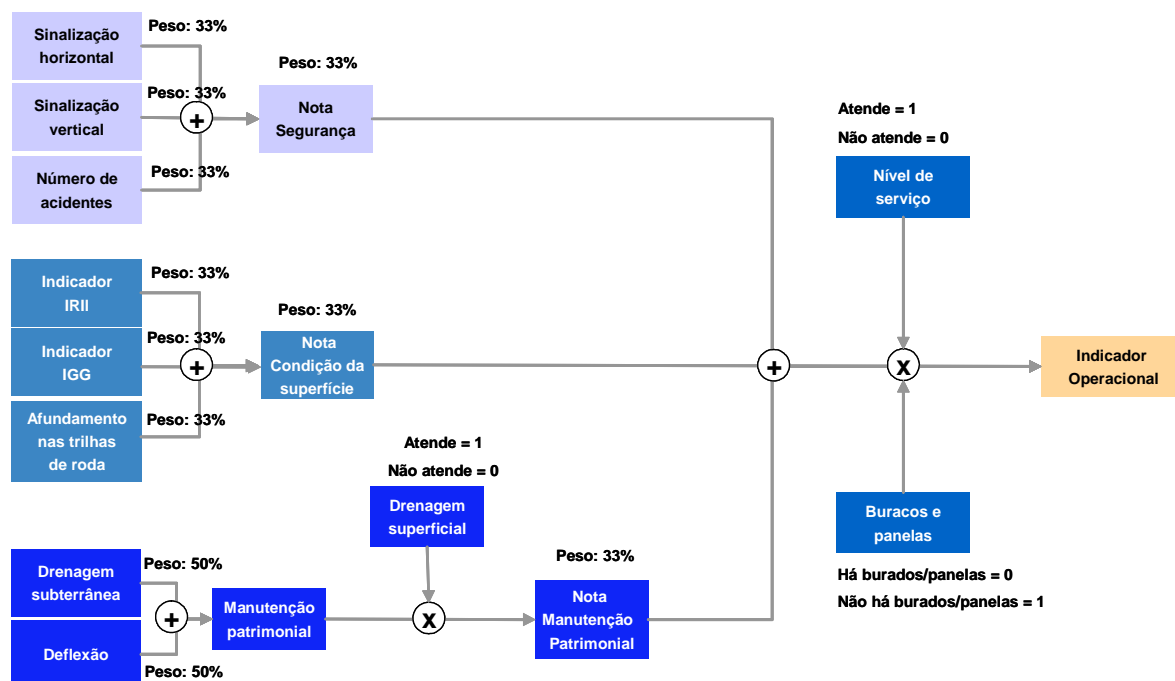 Peso: 33%
Sinalização
horizontal
Peso: 33%
Sinalização
vertical
Peso: 33%
Número de
acidentes
+
Peso: 33%
Nota
Segurança
Atende = 1
Não atende = 0
Nível de
serviço
Peso: 33%
Indicador
IRII
Peso: 33%
Indicador
IGG
Peso: 33%
Afundamento
nas trilhas
de roda
+
Peso: 33%
Nota
Condição da
superfície
+
x
Indicador
Operacional
Atende = 1
Não atende = 0
Drenagem
superficial
Buracos e
panelas
Há burados/panelas = 0
Não há burados/panelas = 1
Peso: 50%
Drenagem
subterrânea
+
Deflexão
Peso: 50%
Manutenção
patrimonial
x
Peso: 33%
Nota
Manutenção
Patrimonial